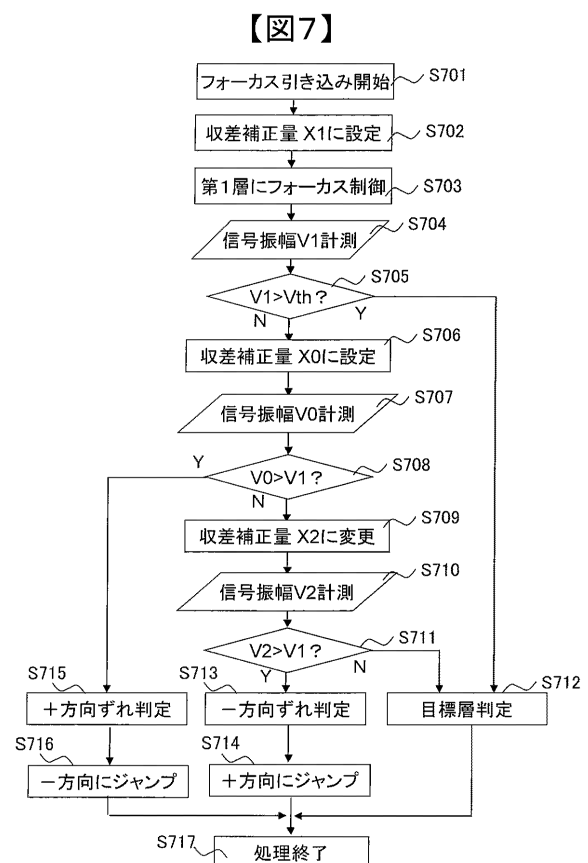 【図7】
フォーカス引き込み開始 S701
収差補正量 X1に設定 S702
第1層にフォーカス制御 S703
信号振幅V1計測 S704
V1>Vth? S705
N Y
収差補正量 X0に設定 S706
信号振幅V0計測 S707
Y V0>V1? S708
N
収差補正量 X2に変更 S709
信号振幅V2計測 S710
V2>V1? S711
Y N
S715 S713 S712
+方向ずれ判定 −方向ずれ判定 目標層判定
S716 S714
−方向にジャンプ +方向にジャンプ
S717 処理終了